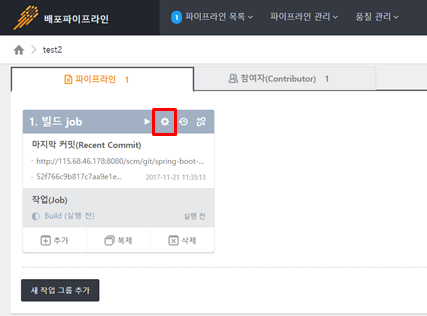 배포파이프라인
1 파이프라인 목록 파이프라인 관리 품질 관리
test2
파이프라인 1
참여자(Contributor) 1
1. 빌드 job
마지막 커밋(Recent Commit)
· http://115.68.46.178:8080/scm/git/spring-boot-...
· 52f766c9b817c7aa9e1e... 2017-11-21 11:35:13
작업(Job)
Build (실행 전) 실행 전
추가 복제 삭제
새 작업 그룹 추가